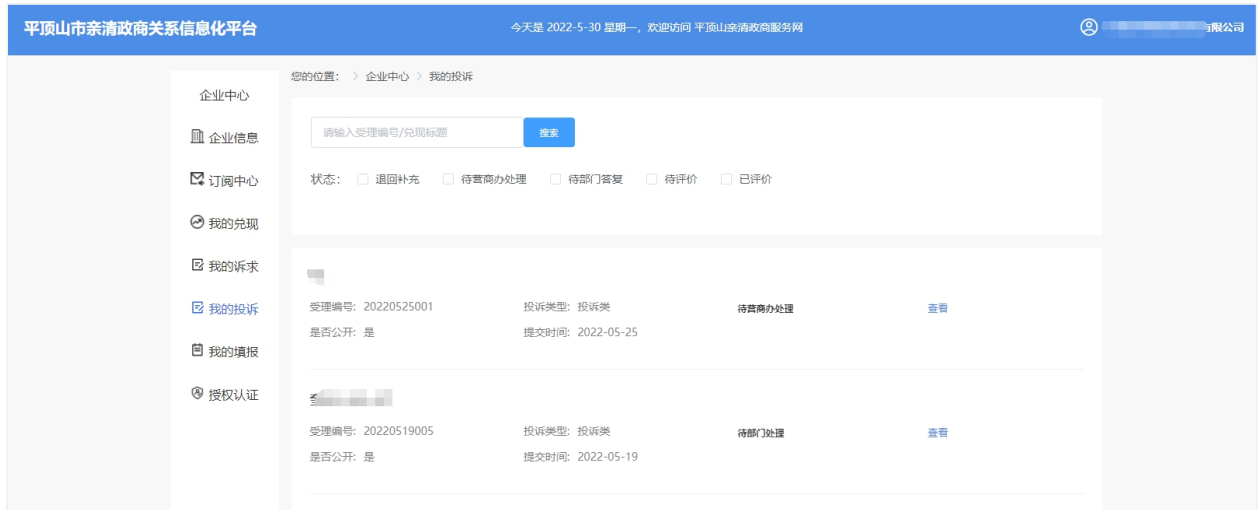 平顶山市亲清政商关系信息化平台
今天是 2022-5-30 星期一，欢迎访问 平顶山亲清政商服务网
有限公司
企业中心
企业信息
订阅中心
我的兑现
我的诉求
我的投诉
我的填报
授权认证
您的位置： > 企业中心 > 我的投诉
请输入受理编号/兑现标题
搜索
状态： 退回补充 待营商办处理 待部门答复 待评价 已评价
受理编号: 20220525001 投诉类型: 投诉类 待营商办处理 查看
是否公开: 是 提交时间: 2022-05-25
受理编号: 20220519005 投诉类型: 投诉类 待部门处理 查看
是否公开: 是 提交时间: 2022-05-19